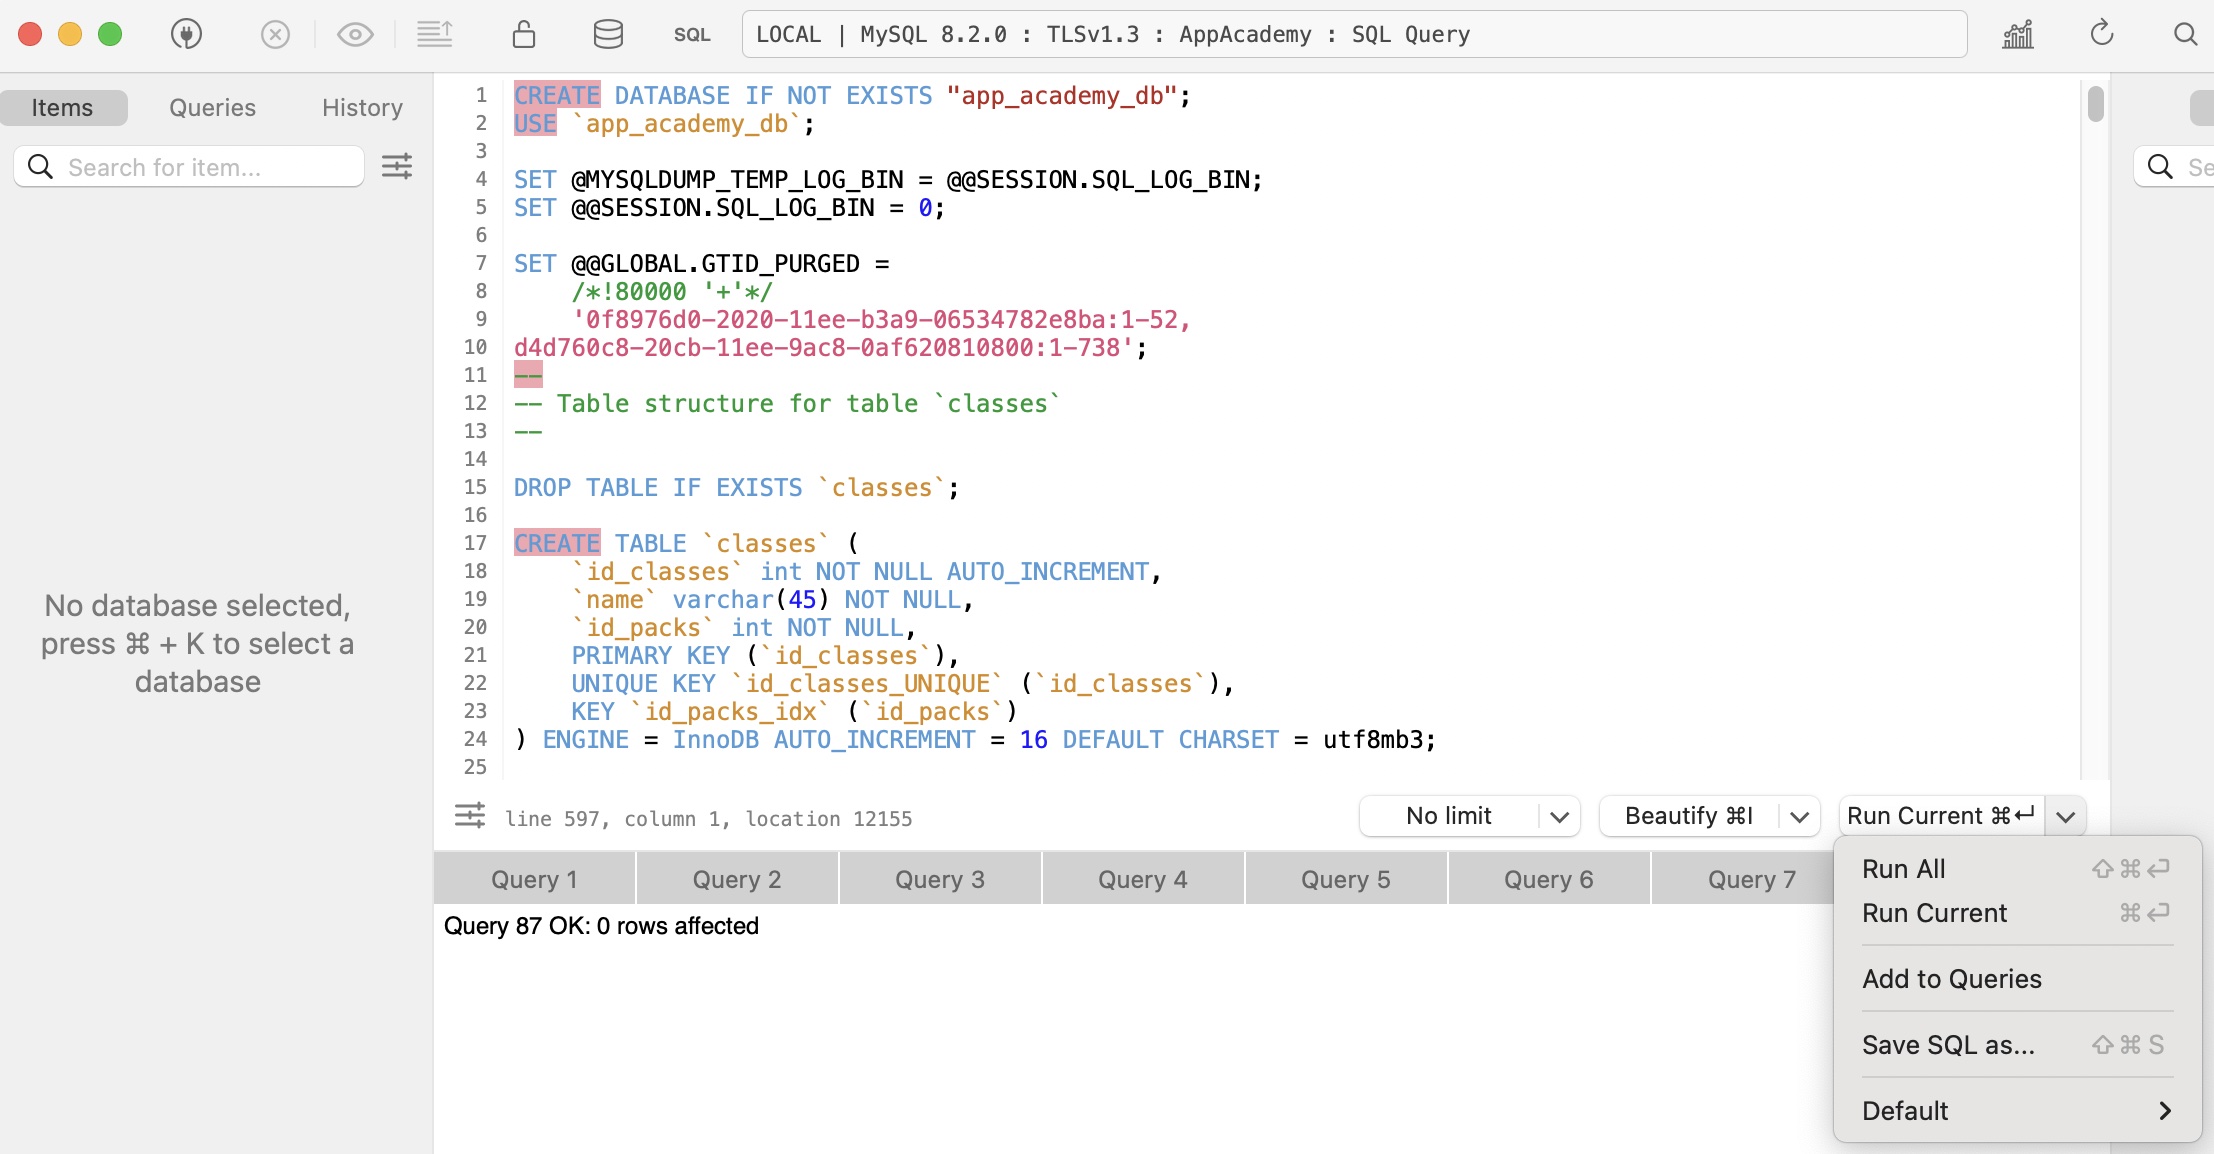 SQL
LOCAL | MySQL 8.2.0 : TLSv1.3 : AppAcademy : SQL Query
Items
Queries
History
Search for item...
No database selected,
press ⌘ + K to select a
database
1 CREATE DATABASE IF NOT EXISTS "app_academy_db";
2 USE `app_academy_db`;
3
4 SET @MYSQLDUMP_TEMP_LOG_BIN = @@SESSION.SQL_LOG_BIN;
5 SET @@SESSION.SQL_LOG_BIN = 0;
6
7 SET @@GLOBAL.GTID_PURGED =
8 /*!80000 '+'*/
9 '0f8976d0-2020-11ee-b3a9-06534782e8ba:1-52,
10 d4d760c8-20cb-11ee-9ac8-0af620810800:1-738';
11 --
12 -- Table structure for table `classes`
13 --
14
15 DROP TABLE IF EXISTS `classes`;
16
17 CREATE TABLE `classes` (
18 `id_classes` int NOT NULL AUTO_INCREMENT,
19 `name` varchar(45) NOT NULL,
20 `id_packs` int NOT NULL,
21 PRIMARY KEY (`id_classes`),
22 UNIQUE KEY `id_classes_UNIQUE` (`id_classes`),
23 KEY `id_packs_idx` (`id_packs`)
24 ) ENGINE = InnoDB AUTO_INCREMENT = 16 DEFAULT CHARSET = utf8mb3;
25
Se
line 597, column 1, location 12155
No limit
Beautify ⌘I
Run Current ⌘↵
Query 1
Query 2
Query 3
Query 4
Query 5
Query 6
Query 7
Query 87 OK: 0 rows affected
Run All ⇧⌘↩
Run Current ⌘↩
Add to Queries
Save SQL as... ⇧⌘S
Default